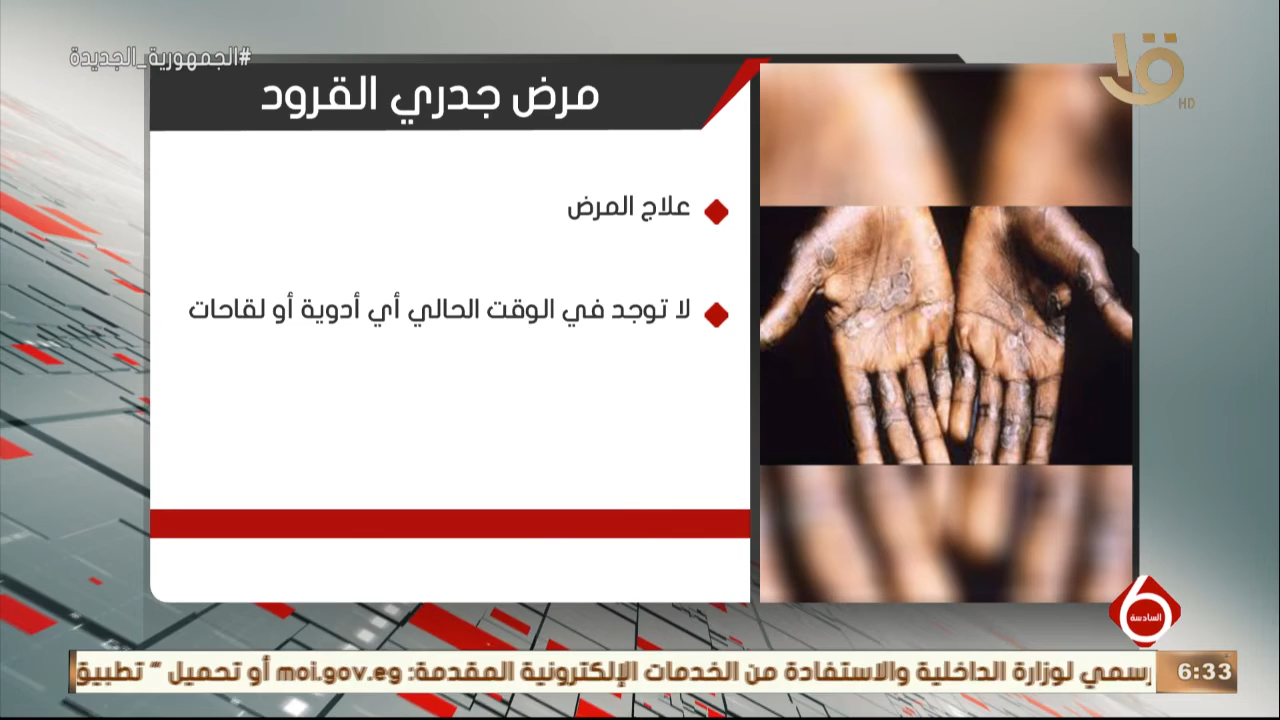 #الجمهورية_الجديدة
HD
مرض جدري القرود
علاج المرض
لا توجد في الوقت الحالي أي أدوية أو لقاحات
6
السادسة
رسمي لوزارة الداخلية والاستفادة من الخدمات الإلكترونية المقدمة: moi.gov.eg أو تحميل " تطبيق
6:33